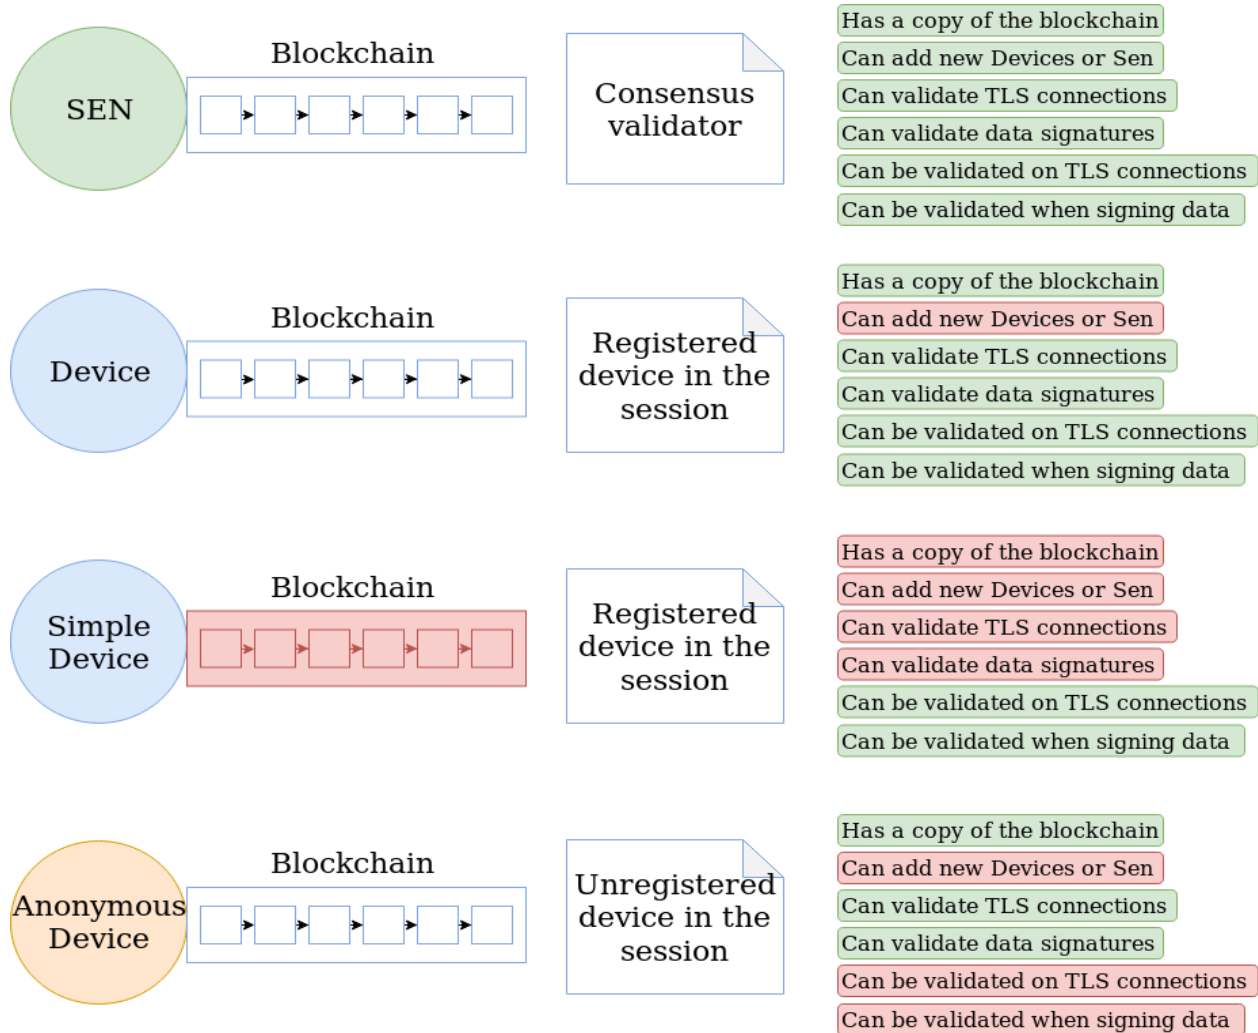 SEN
Blockchain
Consensus
validator
Has a copy of the blockchain
Can add new Devices or Sen
Can validate TLS connections
Can validate data signatures
Can be validated on TLS connections
Can be validated when signing data
Device
Blockchain
Registered
device in the
session
Has a copy of the blockchain
Can add new Devices or Sen
Can validate TLS connections
Can validate data signatures
Can be validated on TLS connections
Can be validated when signing data
Simple
Device
Blockchain
Registered
device in the
session
Has a copy of the blockchain
Can add new Devices or Sen
Can validate TLS connections
Can validate data signatures
Can be validated on TLS connections
Can be validated when signing data
Anonymous
Device
Blockchain
Unregistered
device in the
session
Has a copy of the blockchain
Can add new Devices or Sen
Can validate TLS connections
Can validate data signatures
Can be validated on TLS connections
Can be validated when signing data